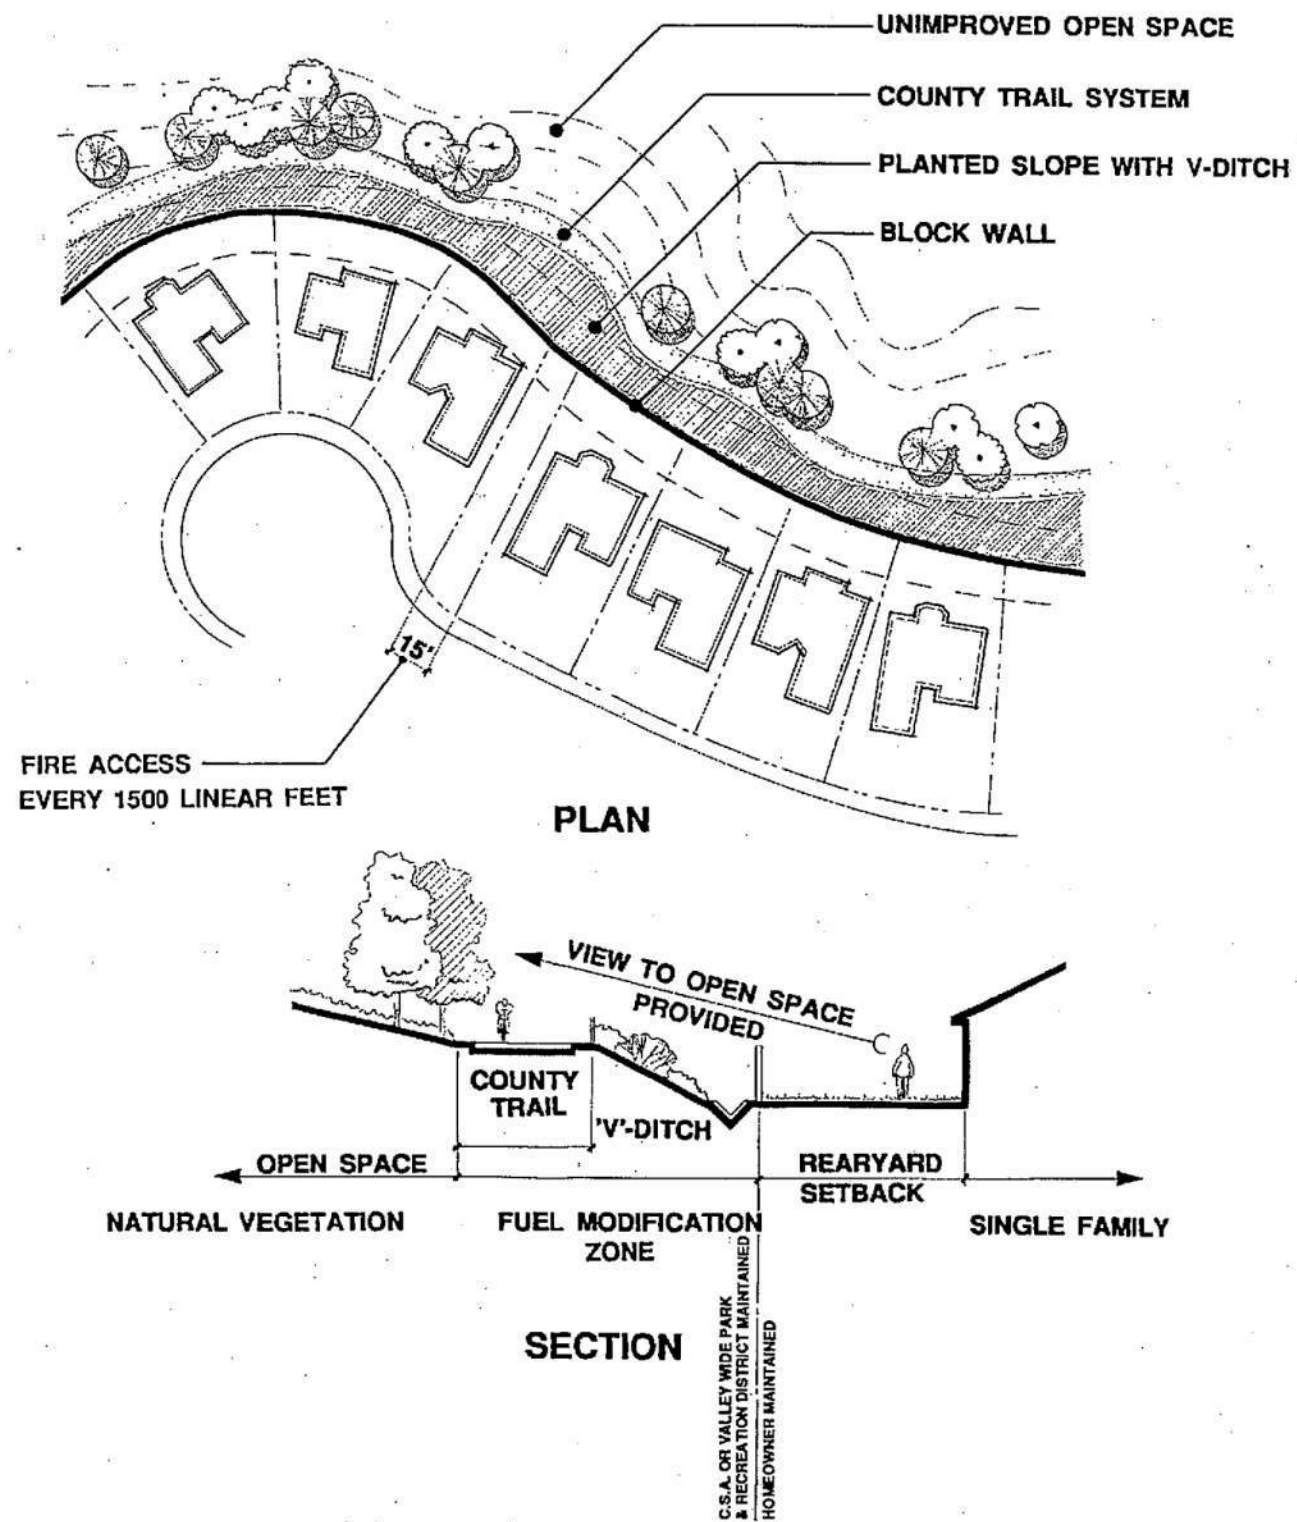 UNIMPROVED OPEN SPACE
COUNTY TRAIL SYSTEM
PLANTED SLOPE WITH V-DITCH
BLOCK WALL
15'
FIRE ACCESS
EVERY 1500 LINEAR FEET
PLAN
VIEW TO OPEN SPACE
PROVIDED
COUNTY
TRAIL
'V'-DITCH
OPEN SPACE
REARYARD
SETBACK
NATURAL VEGETATION
FUEL MODIFICATION
ZONE
SINGLE FAMILY
SECTION
C.S.A. OR VALLEY WIDE PARK
& RECREATION DISTRICT MAINTAINED
HOMEOWNER MAINTAINED